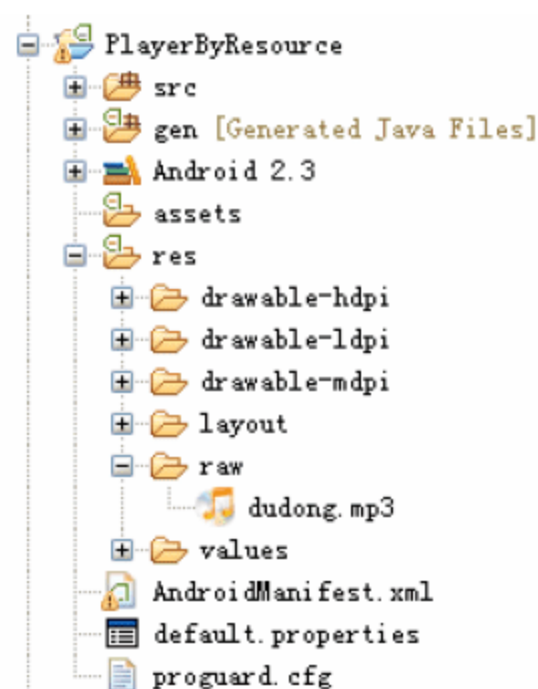 PlayerByResource
src
gen [Generated Java Files]
Android 2.3
assets
res
drawable-hdpi
drawable-ldpi
drawable-mdpi
layout
raw
dudong.mp3
values
AndroidManifest.xml
default.properties
proguard.cfg